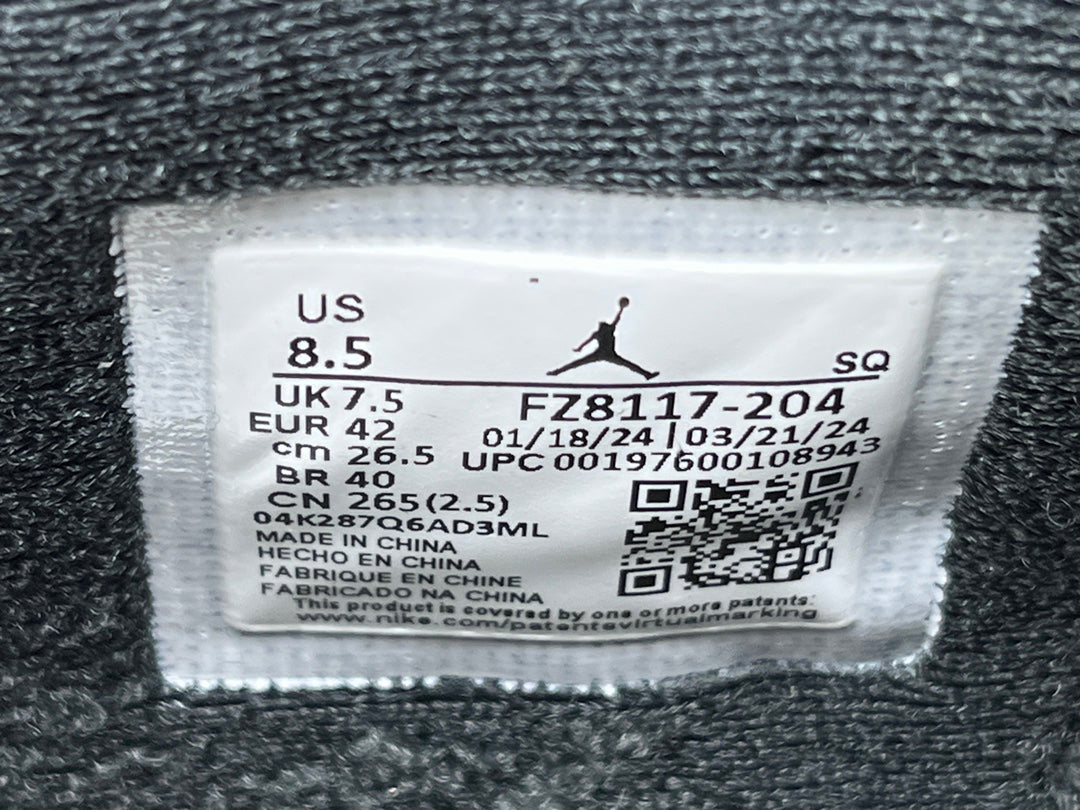 US
8.5
SQ
UK 7.5
EUR 42
cm 26.5
BR 40
CN 265(2.5)
FZ8117-204
01/18/24 | 03/21/24
UPC 00197600108943
04K287Q6AD3ML
MADE IN CHINA
HECHO EN CHINA
FABRIQUE EN CHINE
FABRICADO NA CHINA
This product is covered by one or more patents:
www.nike.com/patentsvirtualmarking